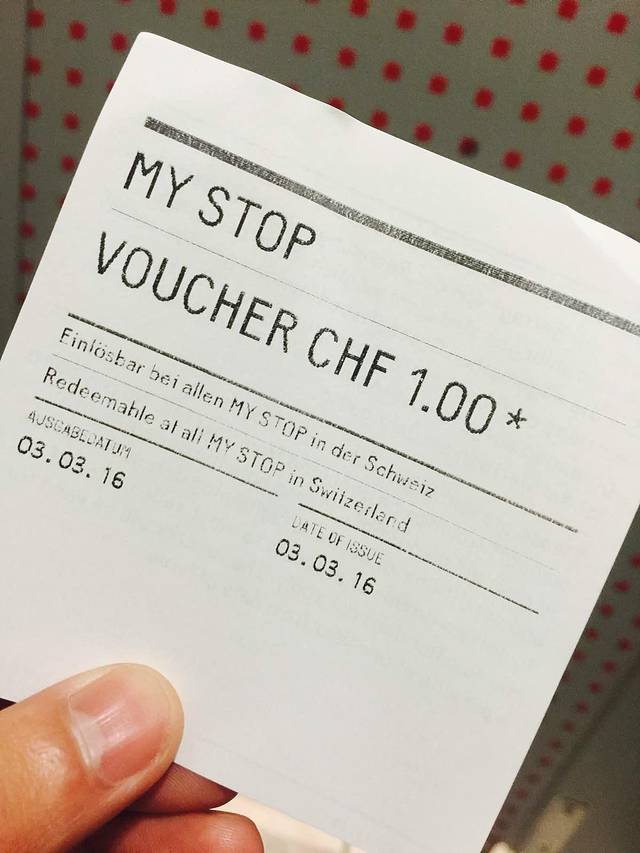 MY STOP
VOUCHER CHF 1.00*
Einlösbar bei allen MY STOP in der Schweiz
Redeemable at all MY STOP in Switzerland
AUSGABEDATUM
03.03.16
DATE OF ISSUE
03.03.16